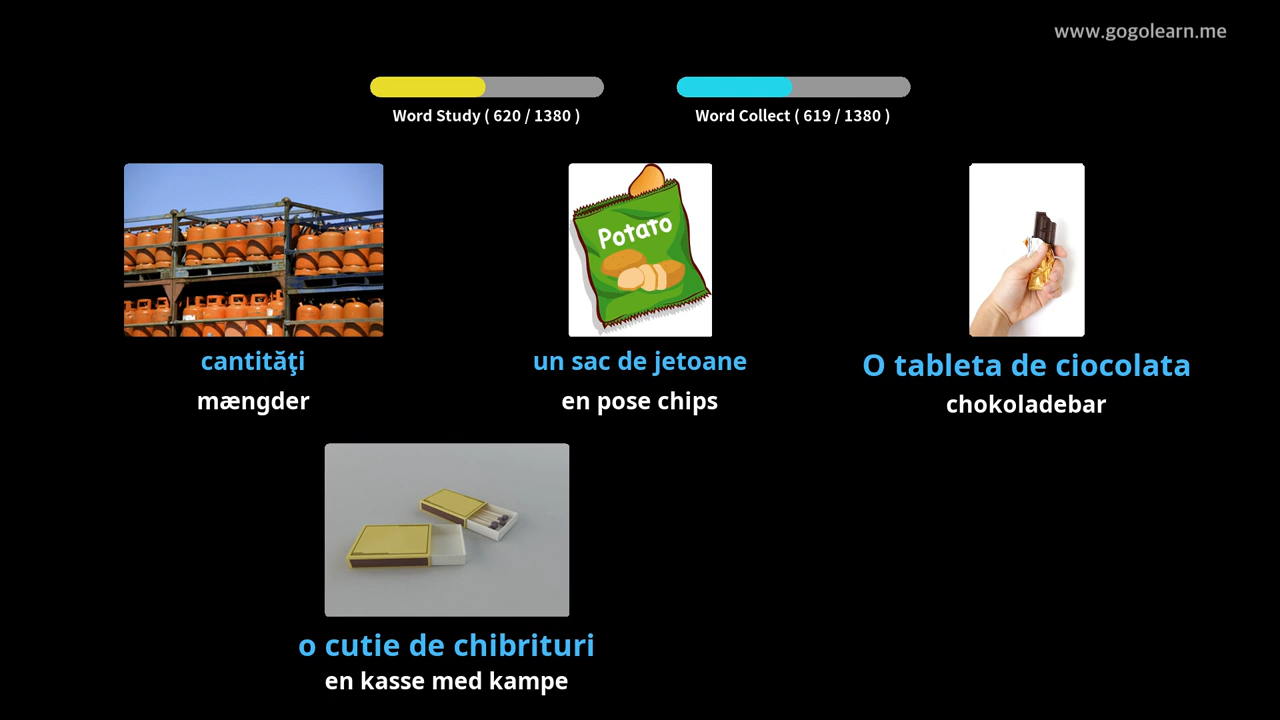 www.gogolearn.me
Word Study ( 620 / 1380 )
Word Collect ( 619 / 1380 )
Potato
cantităţi
un sac de jetoane
O tableta de ciocolata
mængder
en pose chips
chokoladebar
o cutie de chibrituri
en kasse med kampe